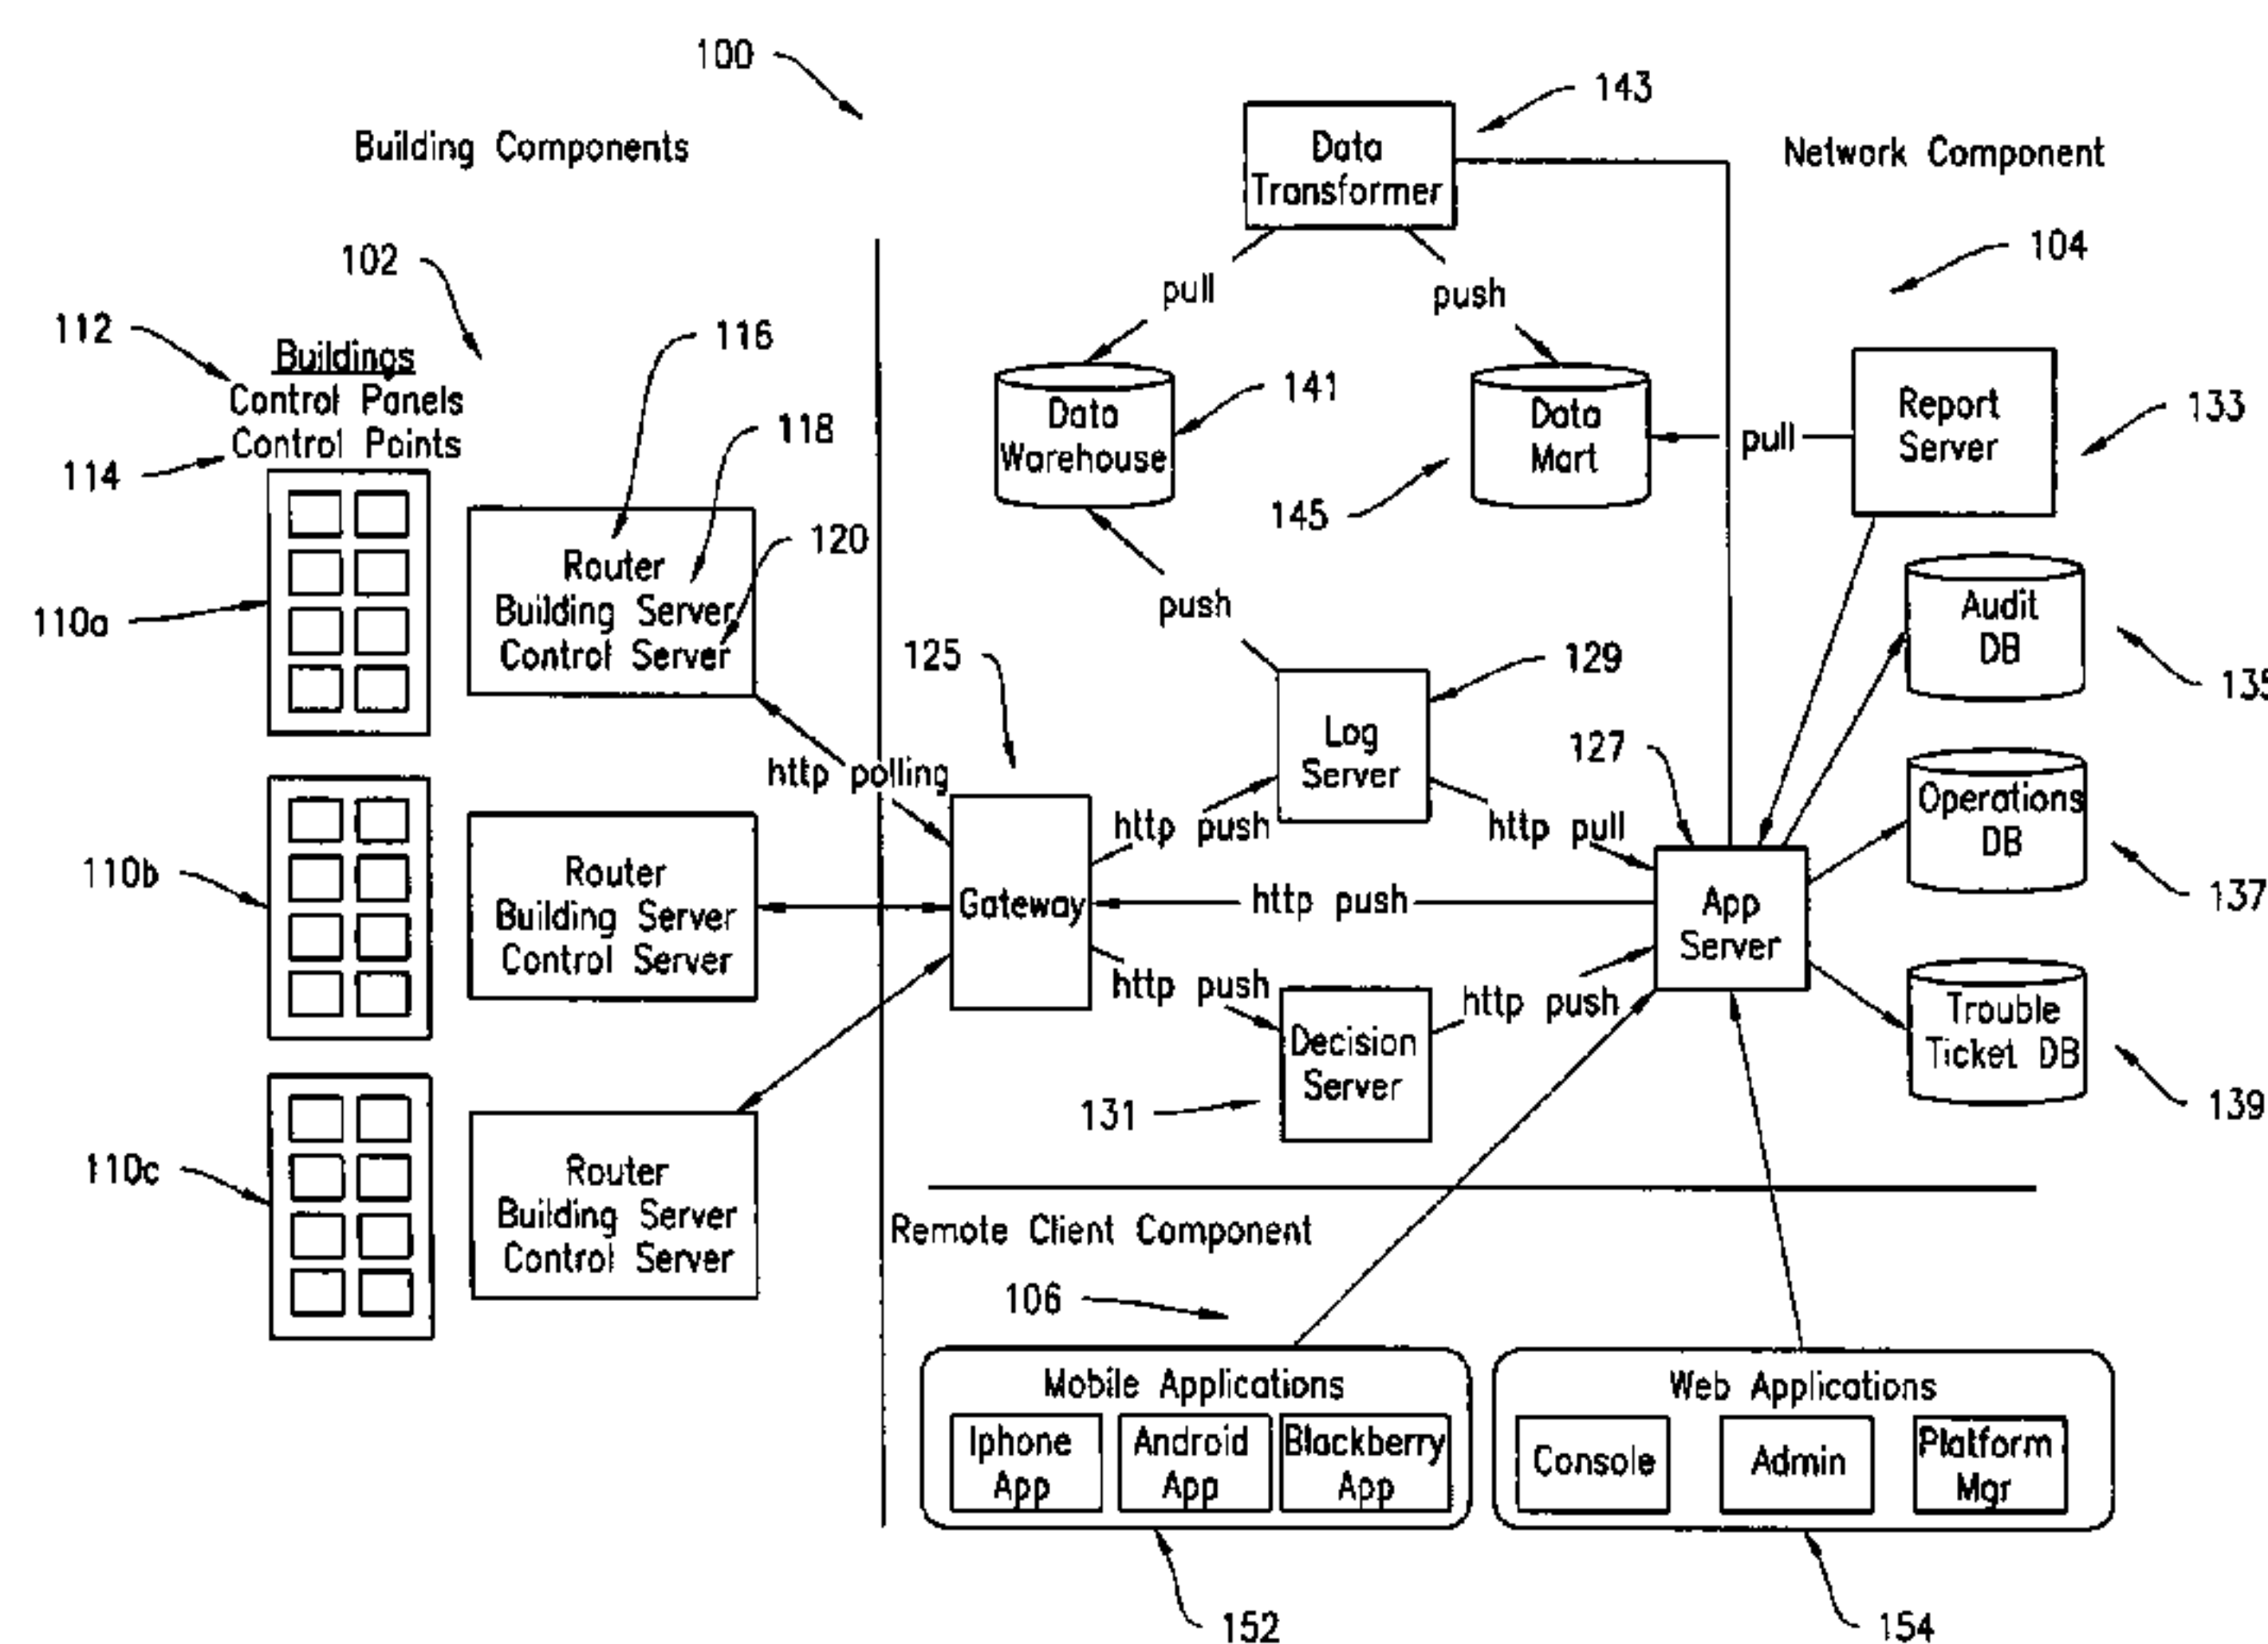 100
143
Building Components
Data
Transformer
Network Component
102
104
pull
push
112
Buildings
Control Panels
Control Points
114
116
118
120
141
Data
Warehouse
Data
Mart
145
pull
Report
Server
133
110a
Router
Building Server
Control Server
push
Audit
DB
135
125
129
Log
Server
127
http polling
http push
http pull
Operations
DB
137
110b
Router
Building Server
Control Server
Gateway
http push
App
Server
http push
http push
Decision
Server
131
Trouble
Ticket DB
139
110c
Router
Building Server
Control Server
Remote Client Component
106
Mobile Applications
Iphone
App
Android
App
Blackberry
App
Web Applications
Console
Admin
Platform
Mgr
152
154